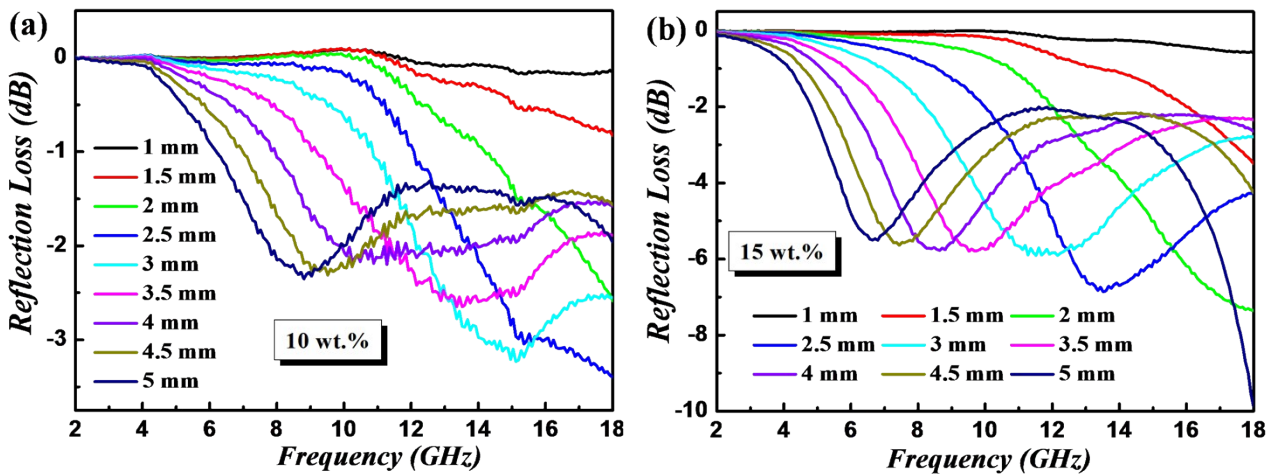 (a)
Reflection Loss (dB)
0
-1
-2
-3
1 mm
1.5 mm
2 mm
2.5 mm
3 mm
3.5 mm
4 mm
4.5 mm
5 mm
10 wt.%
2 4 6 8 10 12 14 16 18
Frequency (GHz)
(b)
Reflection Loss (dB)
0
-2
-4
-6
-8
-10
15 wt.%
1 mm 1.5 mm 2 mm
2.5 mm 3 mm 3.5 mm
4 mm 4.5 mm 5 mm
2 4 6 8 10 12 14 16 18
Frequency (GHz)